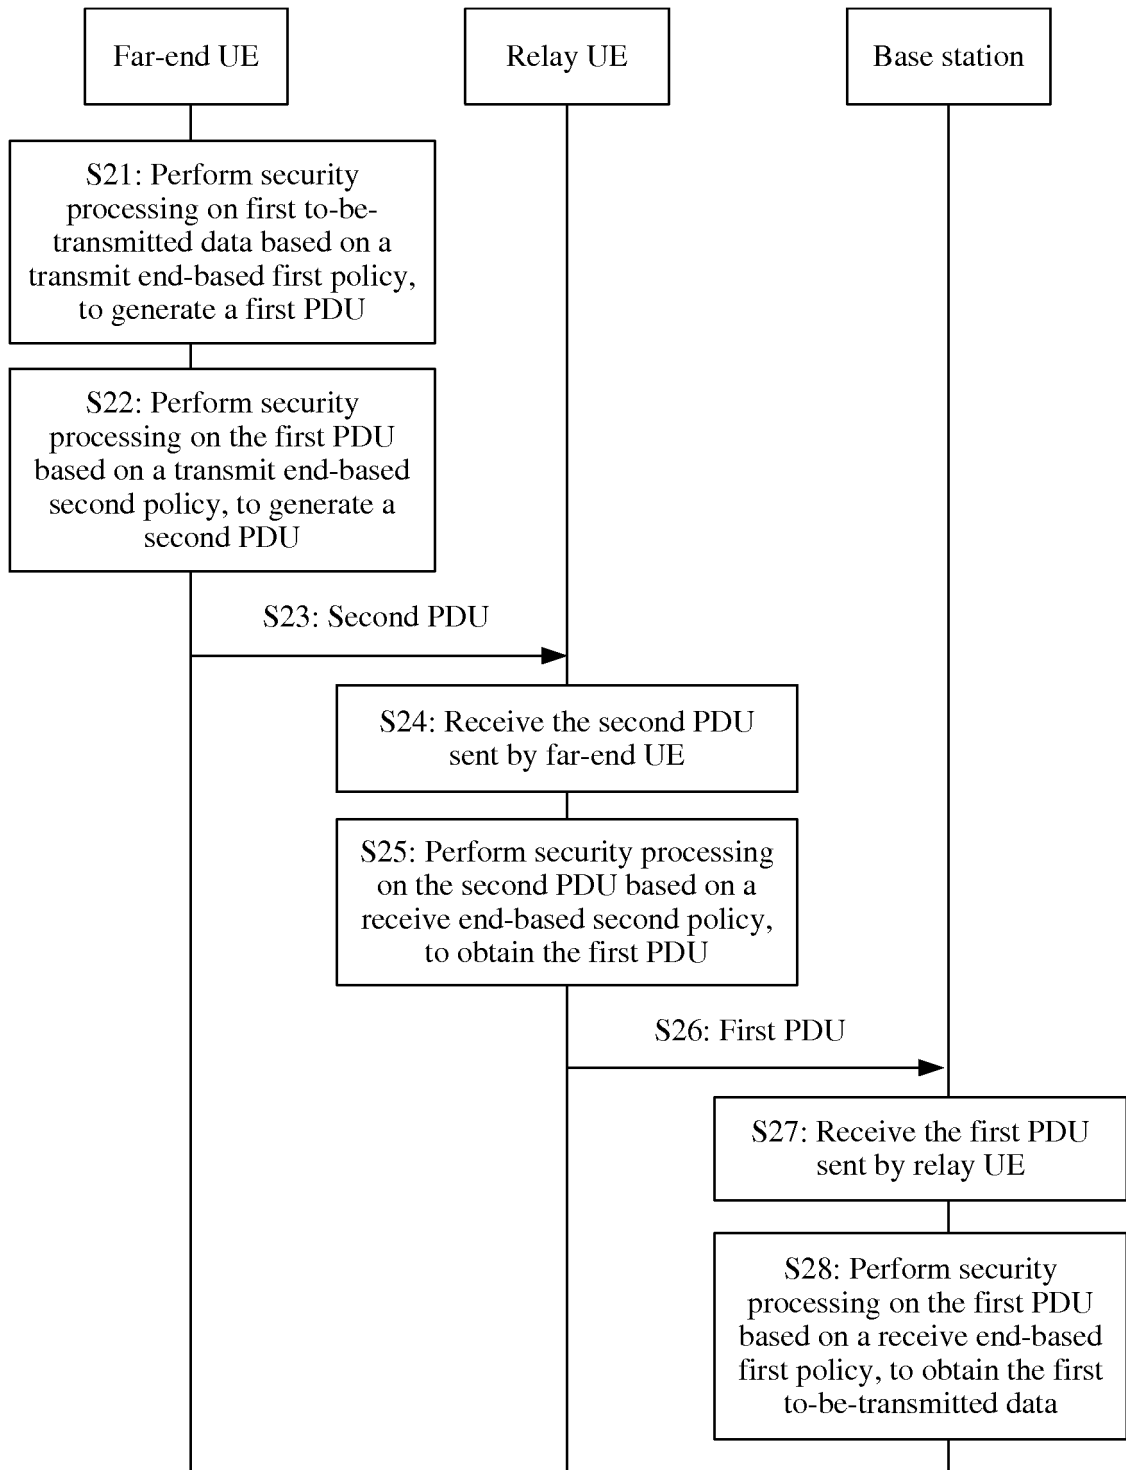 Far-end UE
Relay UE
Base station
S21: Perform security
processing on first to-be-
transmitted data based on a
transmit end-based first policy,
to generate a first PDU
S22: Perform security
processing on the first PDU
based on a transmit end-based
second policy, to generate a
second PDU
S23: Second PDU
S24: Receive the second PDU
sent by far-end UE
S25: Perform security processing
on the second PDU based on a
receive end-based second policy,
to obtain the first PDU
S26: First PDU
S27: Receive the first PDU
sent by relay UE
S28: Perform security
processing on the first PDU
based on a receive end-based
first policy, to obtain the first
to-be-transmitted data